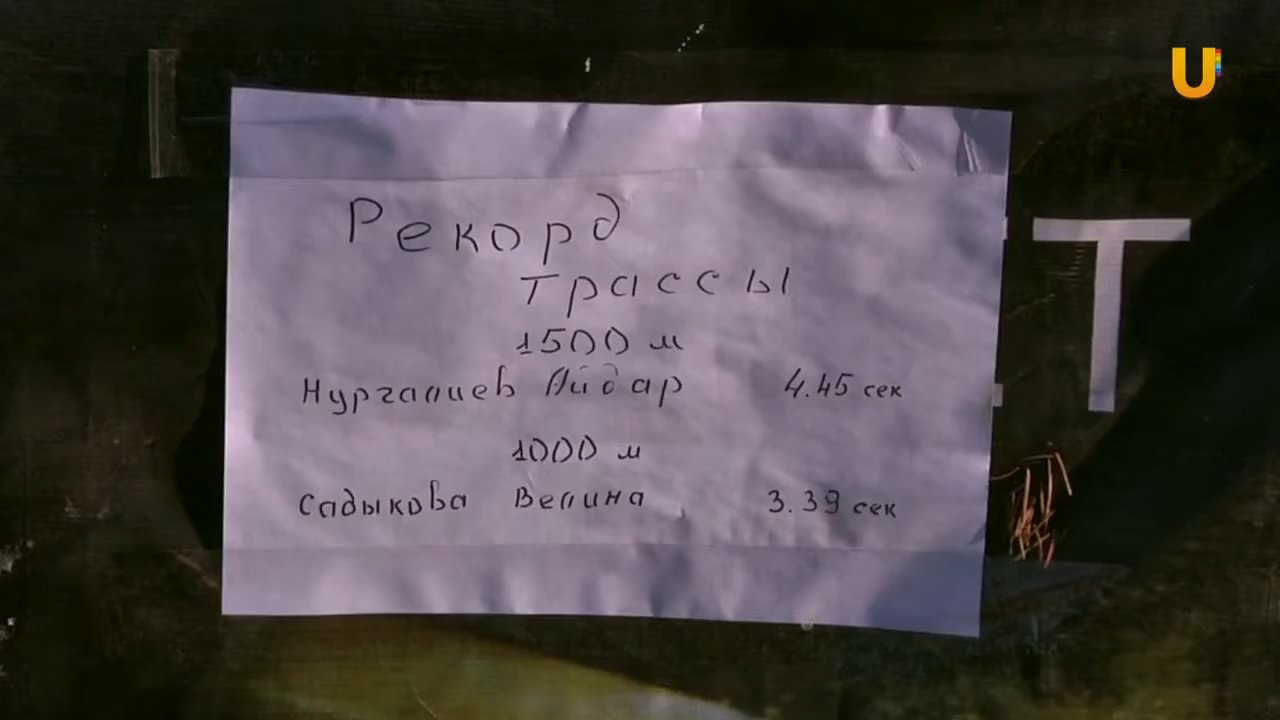 U
Рекорд
трассы
1500 м
Нургалиев Айдар 4.45 сек
1000 м
Садыкова Велина 3.39 сек
Т